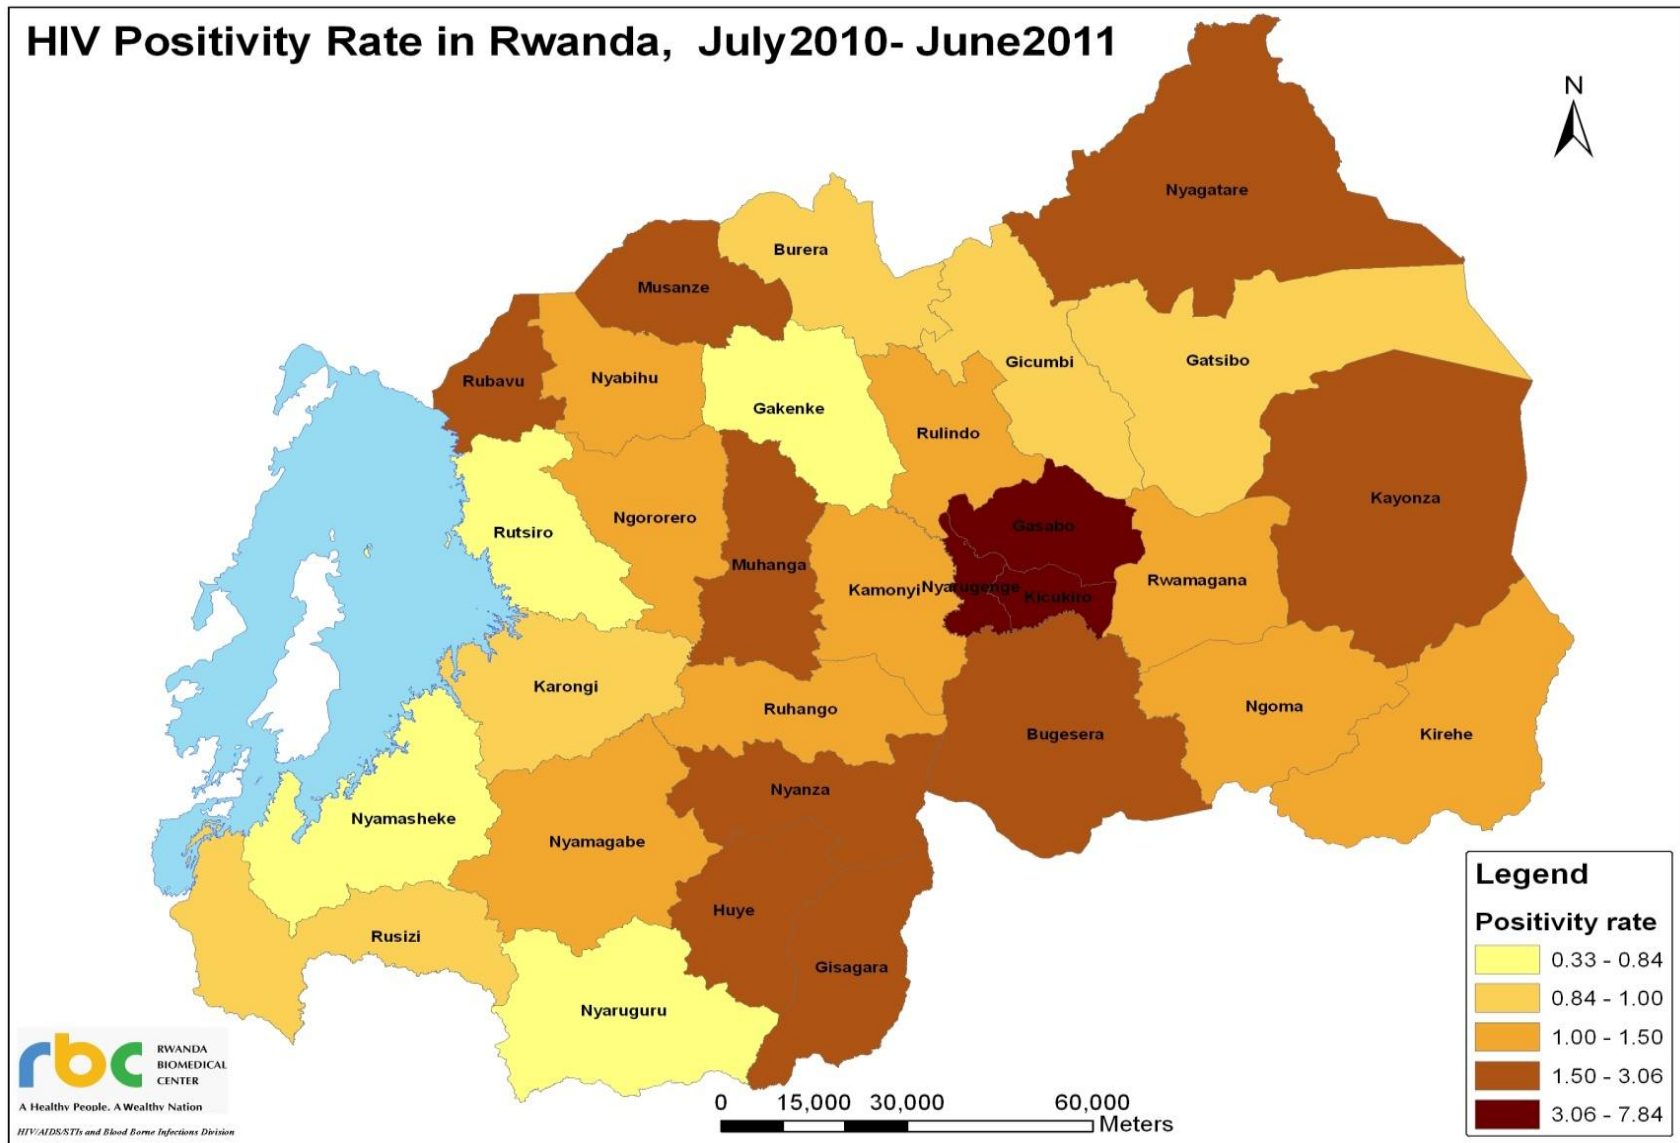 HIV Positivity Rate in Rwanda, July2010- June2011
N
Nyagatare
Burera
Musanze
Gicumbi
Gatsibo
Rubavu
Nyabihu
Gakenke
Rulindo
Kayonza
Rutsiro
Ngororero
Muhanga
Gasabo
Kamonyi
Nyarugenge
Kicukiro
Rwamagana
Karongi
Ruhango
Bugesera
Ngoma
Kirehe
Nyamasheke
Nyamagabe
Nyanza
Rusizi
Huye
Gisagara
Nyaruguru
Legend
Positivity rate
0.33 - 0.84
0.84 - 1.00
1.00 - 1.50
1.50 - 3.06
3.06 - 7.84
rbc
RWANDA
BIOMEDICAL
CENTER
A Healthy People. A Wealthy Nation
HIV/AIDS/STIs and Blood Borne Infections Division
0 15,000 30,000 60,000
Meters